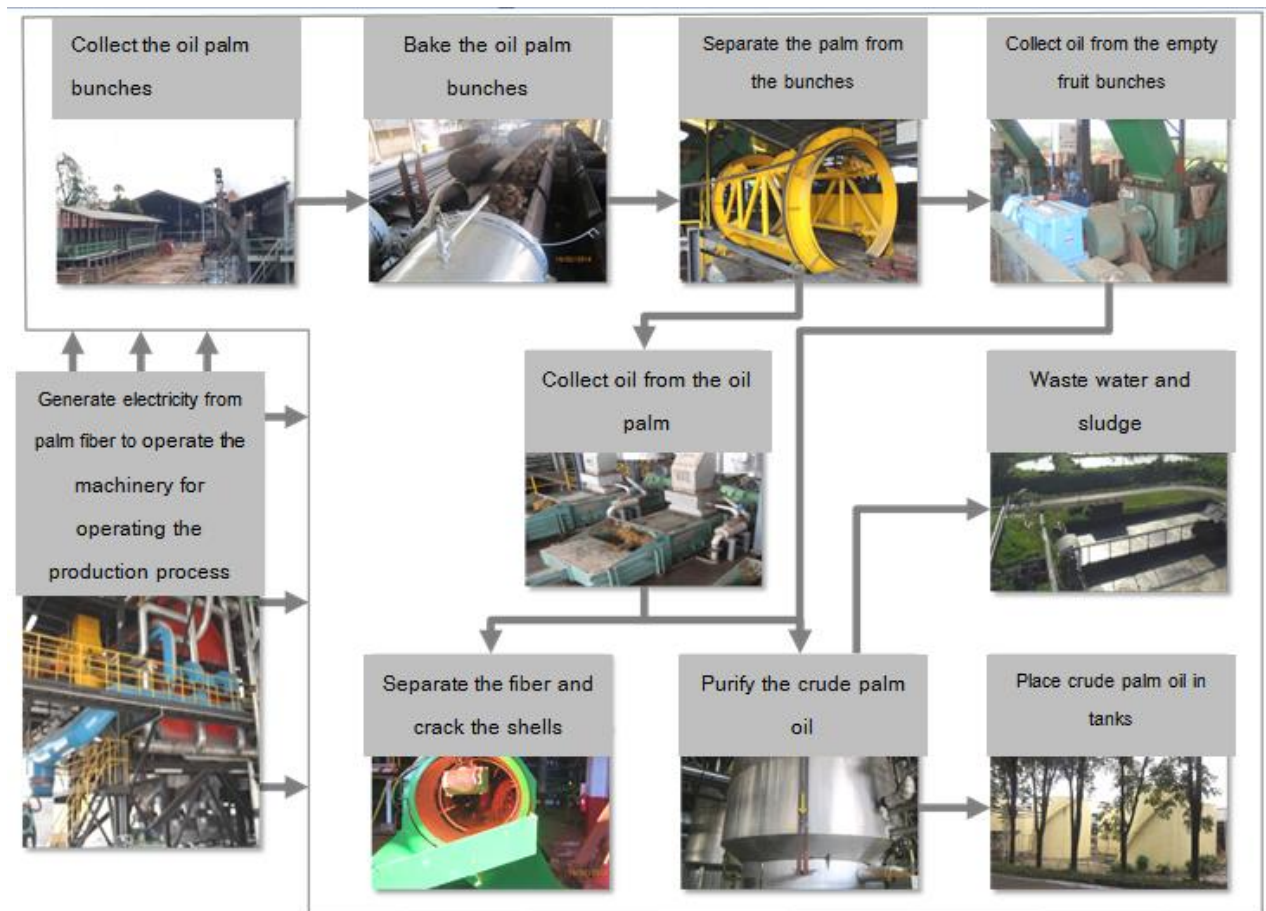 Collect the oil palm
bunches
Bake the oil palm
bunches
Separate the palm from
the bunches
Collect oil from the empty
fruit bunches
Generate electricity from
palm fiber to operate the
machinery for
operating the
production process
Collect oil from the oil
palm
Waste water and
sludge
Separate the fiber and
crack the shells
Purify the crude palm
oil
Place crude palm oil in
tanks